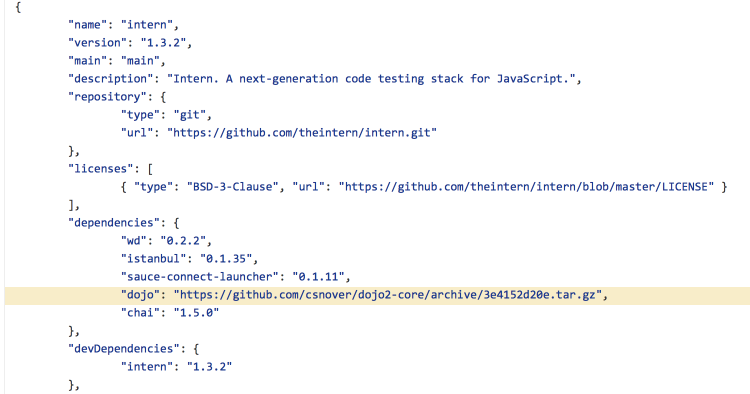 {
"name": "intern",
"version": "1.3.2",
"main": "main",
"description": "Intern. A next-generation code testing stack for JavaScript.",
"repository": {
"type": "git",
"url": "https://github.com/theintern/intern.git"
},
"licenses": [
{ "type": "BSD-3-Clause", "url": "https://github.com/theintern/intern/blob/master/LICENSE" }
],
"dependencies": {
"wd": "0.2.2",
"istanbul": "0.1.35",
"sauce-connect-launcher": "0.1.11",
"dojo": "https://github.com/csnover/dojo2-core/archive/3e4152d20e.tar.gz",
"chai": "1.5.0"
},
"devDependencies": {
"intern": "1.3.2"
},